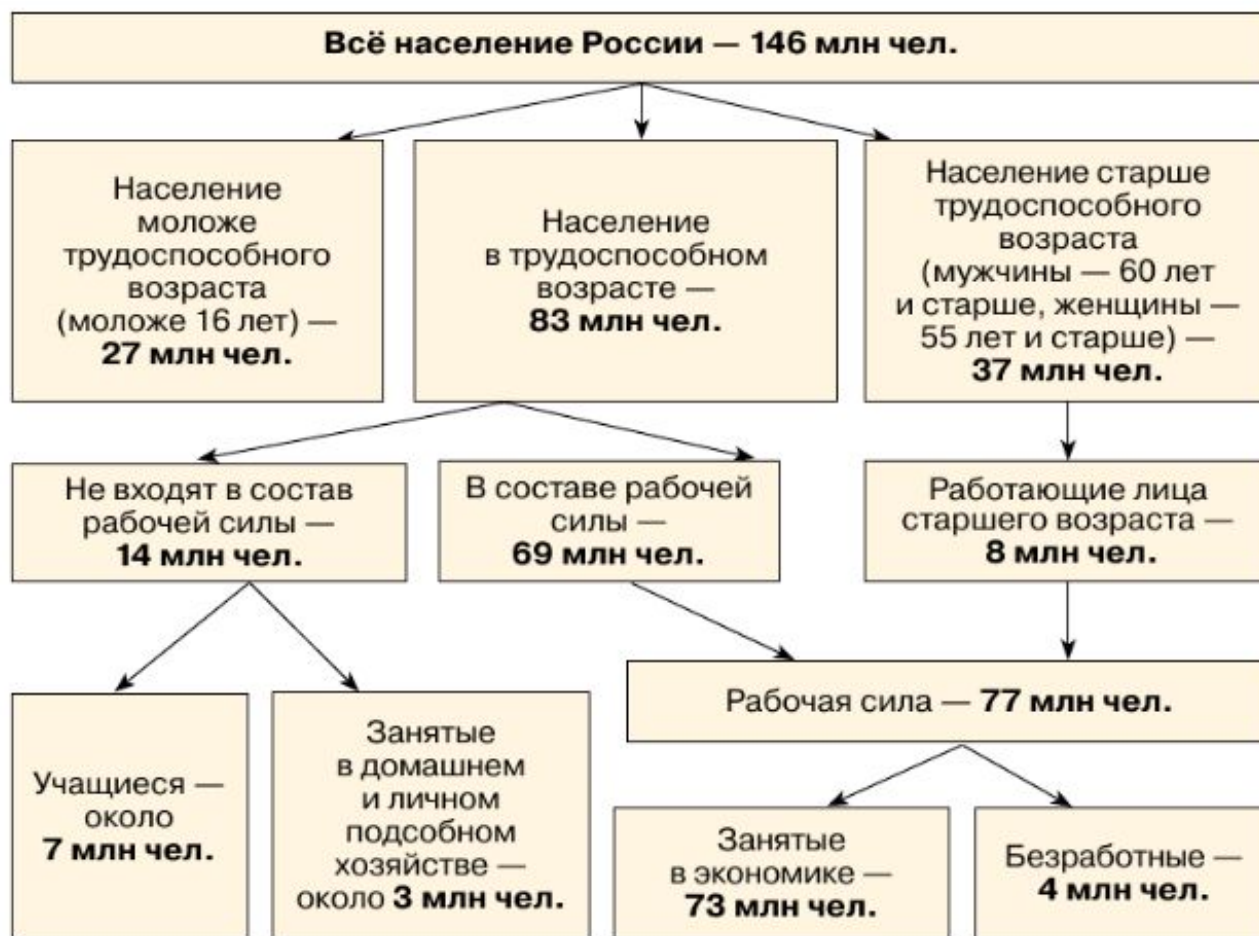 Всё население России — 146 млн чел.
Население
моложе
трудоспособного
возраста
(моложе 16 лет) —
27 млн чел.
Население
в трудоспособном
возрасте —
83 млн чел.
Население старше
трудоспособного
возраста
(мужчины — 60 лет
и старше, женщины —
55 лет и старше) —
37 млн чел.
Не входят в состав
рабочей силы —
14 млн чел.
В составе рабочей
силы —
69 млн чел.
Работающие лица
старшего возраста —
8 млн чел.
Рабочая сила — 77 млн чел.
Учащиеся —
около
7 млн чел.
Занятые
в домашнем
и личном
подсобном
хозяйстве —
около 3 млн чел.
Занятые
в экономике —
73 млн чел.
Безработные —
4 млн чел.